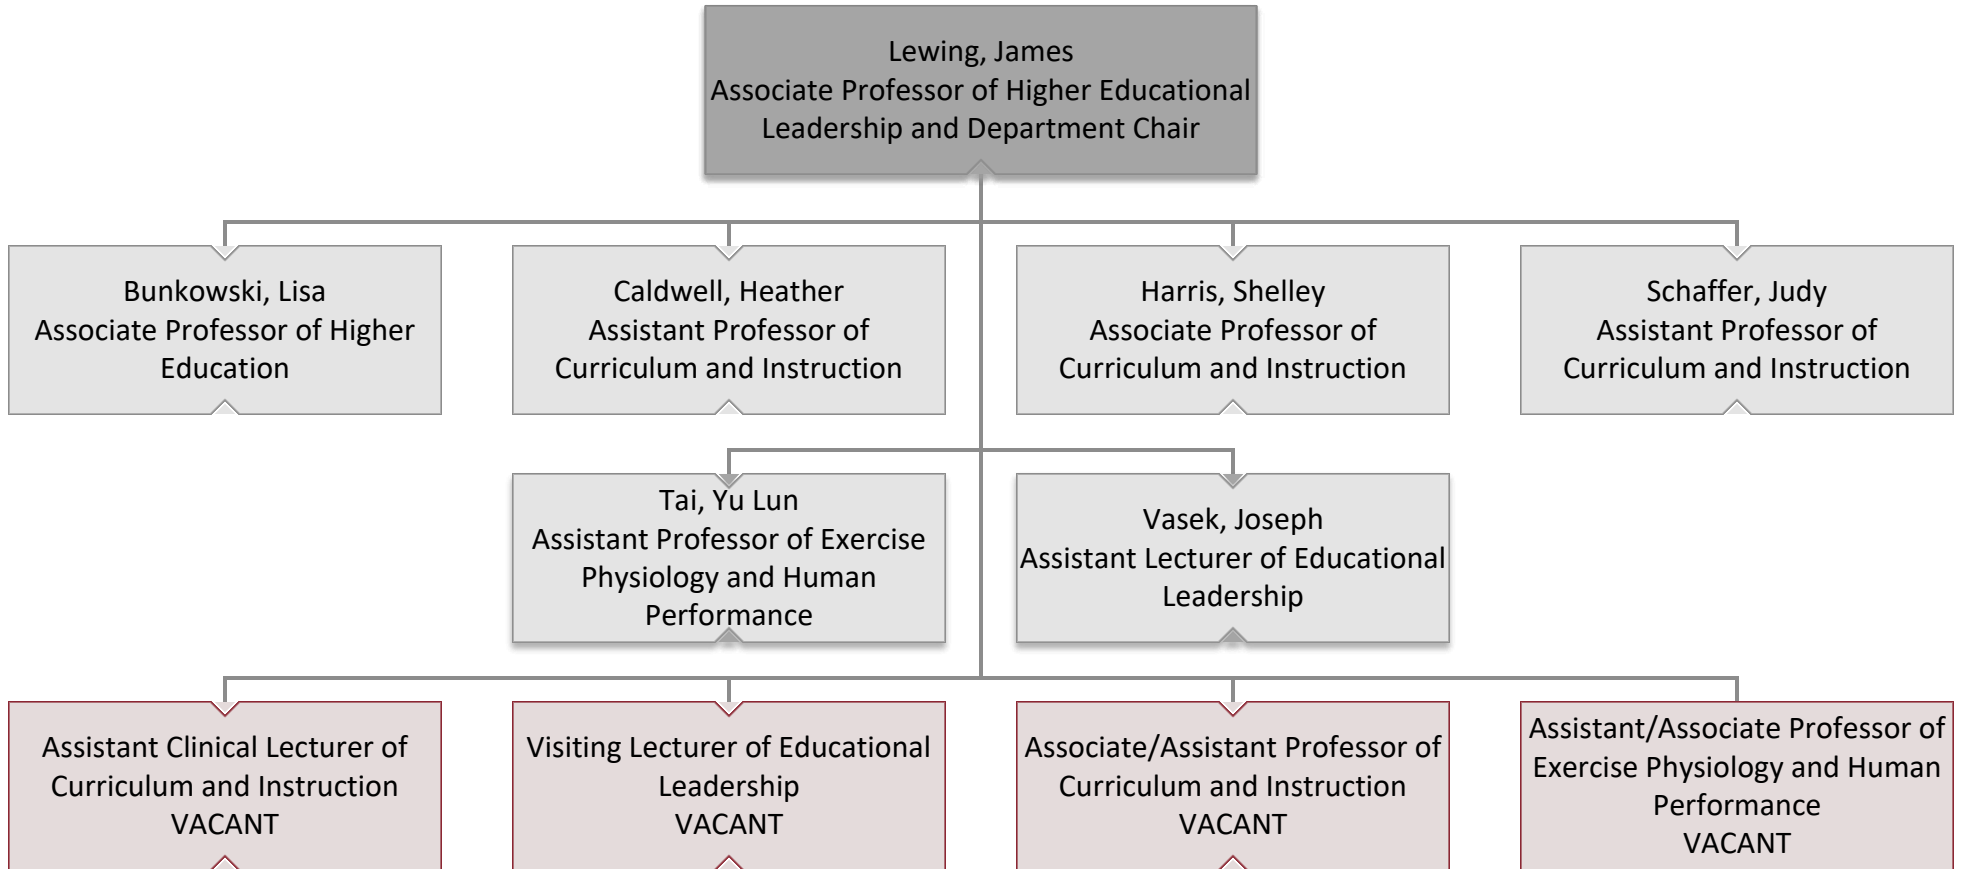 Lewing, James
Associate Professor of Higher Educational
Leadership and Department Chair
Bunkowski, Lisa
Associate Professor of Higher
Education
Caldwell, Heather
Assistant Professor of
Curriculum and Instruction
Harris, Shelley
Associate Professor of
Curriculum and Instruction
Schaffer, Judy
Assistant Professor of
Curriculum and Instruction
Tai, Yu Lun
Assistant Professor of Exercise
Physiology and Human
Performance
Vasek, Joseph
Assistant Lecturer of Educational
Leadership
Assistant Clinical Lecturer of
Curriculum and Instruction
VACANT
Visiting Lecturer of Educational
Leadership
VACANT
Associate/Assistant Professor of
Curriculum and Instruction
VACANT
Assistant/Associate Professor of
Exercise Physiology and Human
Performance
VACANT